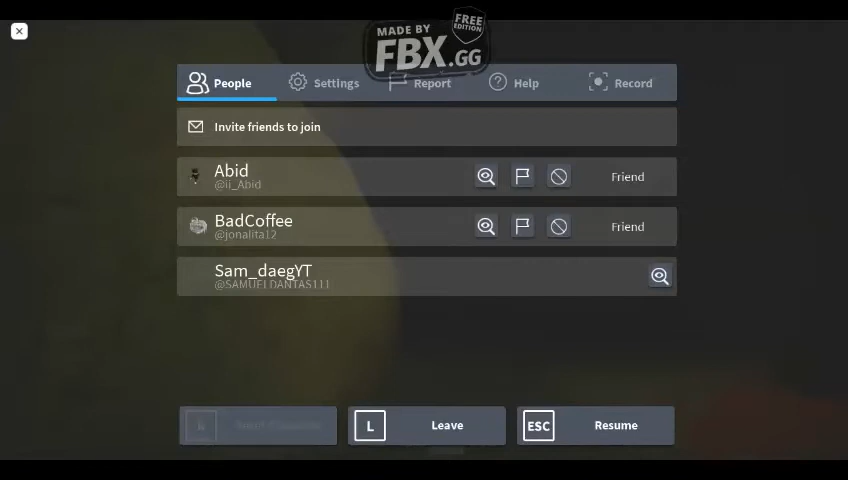 MADE BY
FREE
EDITION
FBX.GG
People
Settings
Report
Help
Record
Invite friends to join
Abid
@ii_Abid
Friend
BadCoffee
@jonalita12
Friend
Sam_daegYT
@SAMUELDANTAS111
L
Leave
ESC
Resume